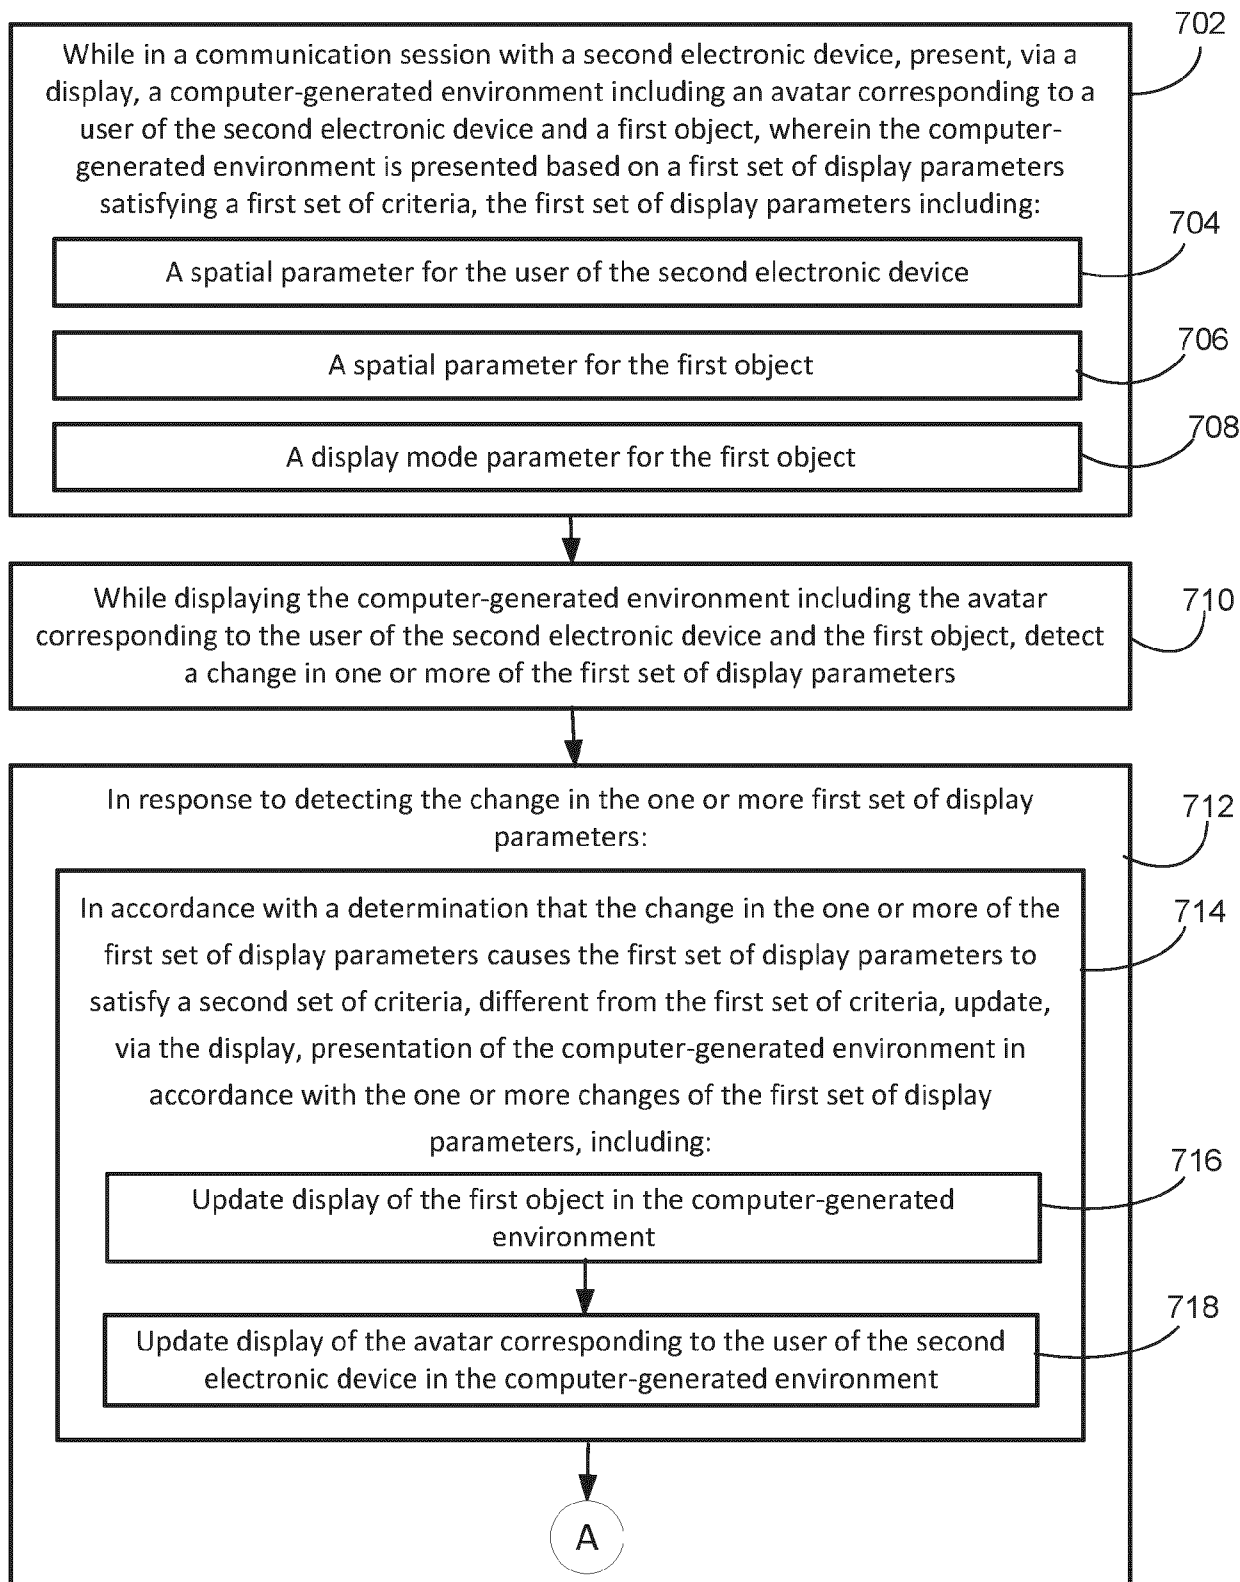 702
While in a communication session with a second electronic device, present, via a
display, a computer-generated environment including an avatar corresponding to a
user of the second electronic device and a first object, wherein the computer-
generated environment is presented based on a first set of display parameters
satisfying a first set of criteria, the first set of display parameters including:
704
A spatial parameter for the user of the second electronic device
706
A spatial parameter for the first object
708
A display mode parameter for the first object
710
While displaying the computer-generated environment including the avatar
corresponding to the user of the second electronic device and the first object, detect
a change in one or more of the first set of display parameters
712
In response to detecting the change in the one or more first set of display
parameters:
714
In accordance with a determination that the change in the one or more of the
first set of display parameters causes the first set of display parameters to
satisfy a second set of criteria, different from the first set of criteria, update,
via the display, presentation of the computer-generated environment in
accordance with the one or more changes of the first set of display
parameters, including:
716
Update display of the first object in the computer-generated
environment
718
Update display of the avatar corresponding to the user of the second
electronic device in the computer-generated environment
A